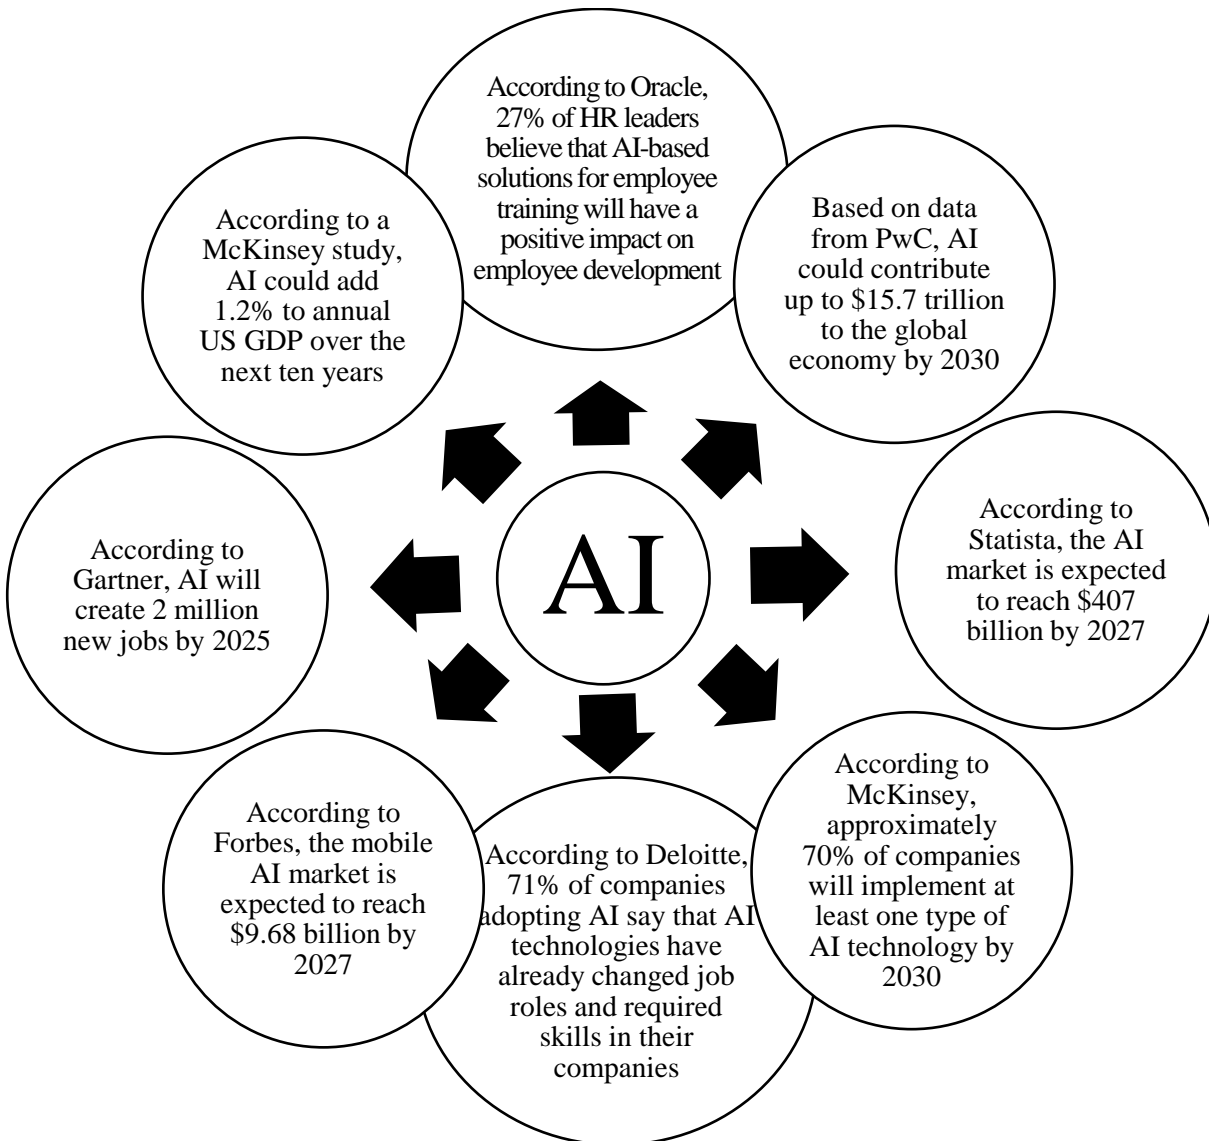 According to Oracle,
27% of HR leaders
believe that AI-based
solutions for employee
training will have a
positive impact on
employee development
Based on data
from PwC, AI
could contribute
up to $15.7 trillion
to the global
economy by 2030
According to
Statista, the AI
market is expected
to reach $407
billion by 2027
According to
McKinsey,
approximately
70% of companies
will implement at
least one type of
AI technology by
2030
According to Deloitte,
71% of companies
adopting AI say that AI
technologies have
already changed job
roles and required
skills in their
companies
According to
Forbes, the mobile
AI market is
expected to reach
$9.68 billion by
2027
According to
Gartner, AI will
create 2 million
new jobs by 2025
According to a
McKinsey study,
AI could add
1.2% to annual
US GDP over the
next ten years
AI